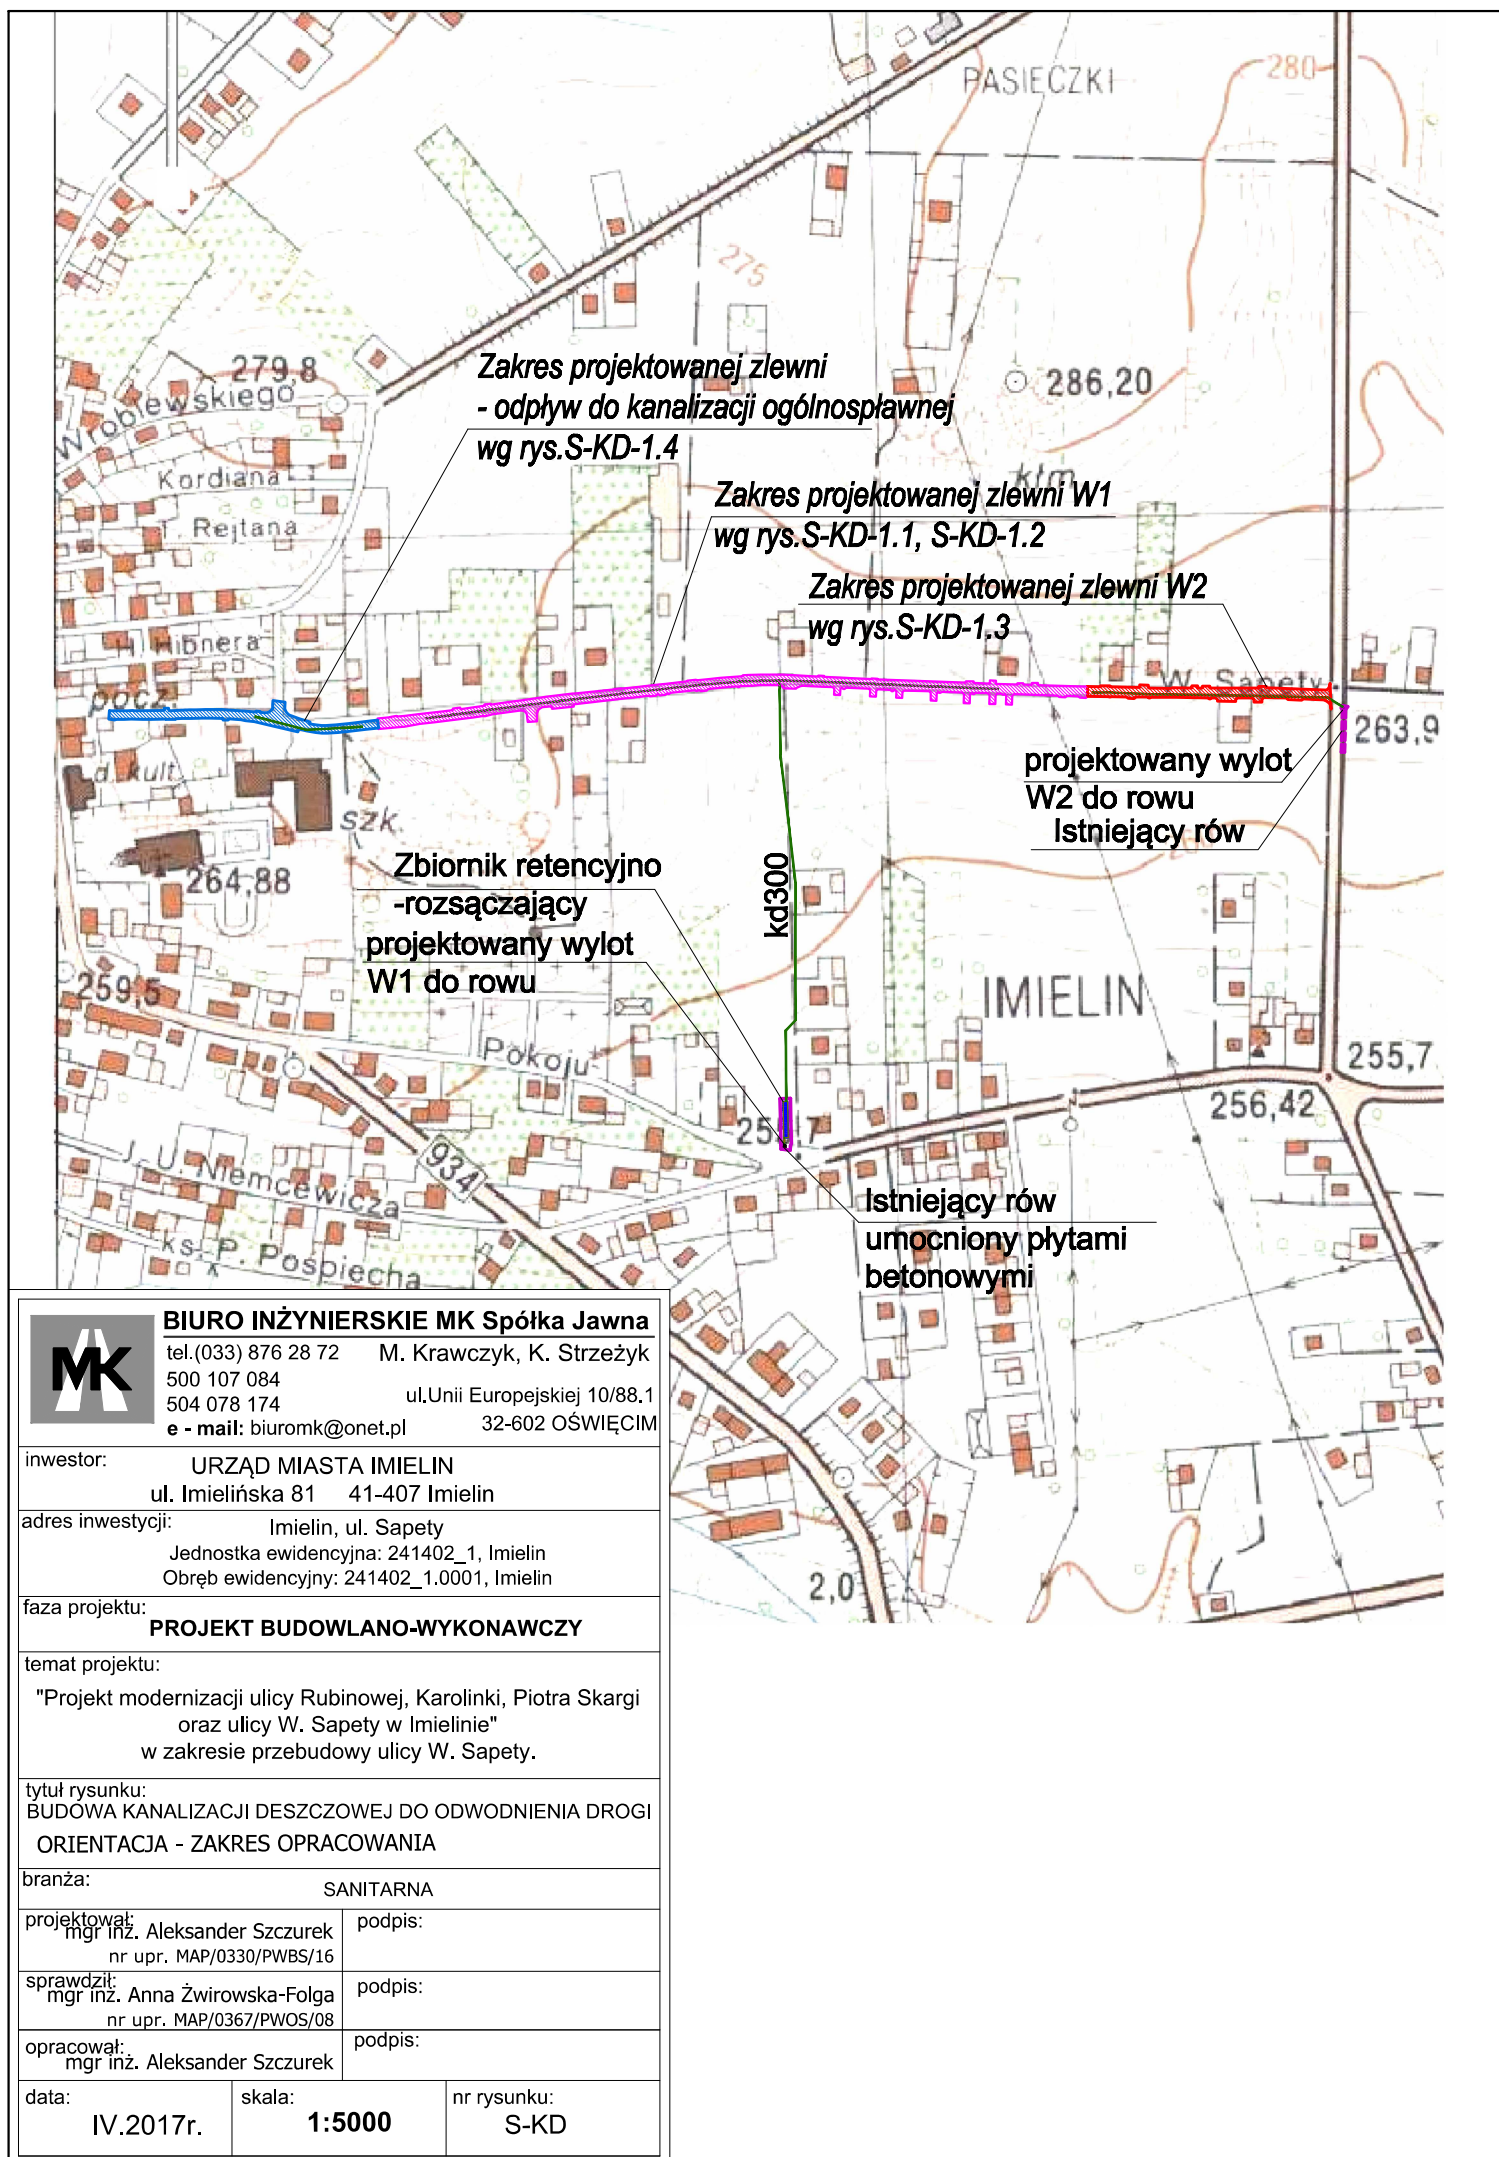 PASIECZKI
280
275
279,8
Zakres projektowanej zlewni
- odpływ do kanalizacji ogólnospławnej
wg rys.S-KD-1.4
286,20
Wroblewskiego
Kordiana
T. Rejtana
kłm.
Zakres projektowanej zlewni W1
wg rys.S-KD-1.1, S-KD-1.2
Zakres projektowanej zlewni W2
wg rys.S-KD-1.3
H. Hibnera
pocz.
W. Sapety
263,9
projektowany wylot
W2 do rowu
Istniejący rów
d. kult.
szk.
264,88
Zbiornik retencyjno
-rozsączający
projektowany wylot
W1 do rowu
kd300
259,5
IMIELIN
Pokoju
255,7
256,42
934
J. U. Niemcewicza
ks. P. Pospiecha
Istniejący rów
umocniony płytami
betonowymi
2,0
MK
BIURO INŻYNIERSKIE MK Spółka Jawna
tel.(033) 876 28 72 M. Krawczyk, K. Strzeżyk
500 107 084
504 078 174 ul.Unii Europejskiej 10/88.1
e - mail: biuromk@onet.pl 32-602 OŚWIĘCIM
inwestor:
URZĄD MIASTA IMIELIN
ul. Imielińska 81 41-407 Imielin
adres inwestycji:
Imielin, ul. Sapety
Jednostka ewidencyjna: 241402_1, Imielin
Obręb ewidencyjny: 241402_1.0001, Imielin
faza projektu:
PROJEKT BUDOWLANO-WYKONAWCZY
temat projektu:
"Projekt modernizacji ulicy Rubinowej, Karolinki, Piotra Skargi
oraz ulicy W. Sapety w Imielinie"
w zakresie przebudowy ulicy W. Sapety.
tytuł rysunku:
BUDOWA KANALIZACJI DESZCZOWEJ DO ODWODNIENIA DROGI
ORIENTACJA - ZAKRES OPRACOWANIA
branża:
SANITARNA
projektował:
mgr inż. Aleksander Szczurek
nr upr. MAP/0330/PWBS/16
podpis:
sprawdził:
mgr inż. Anna Żwirowska-Folga
nr upr. MAP/0367/PWOS/08
podpis:
opracował:
mgr inż. Aleksander Szczurek
podpis:
data:
IV.2017r.
skala:
1:5000
nr rysunku:
S-KD